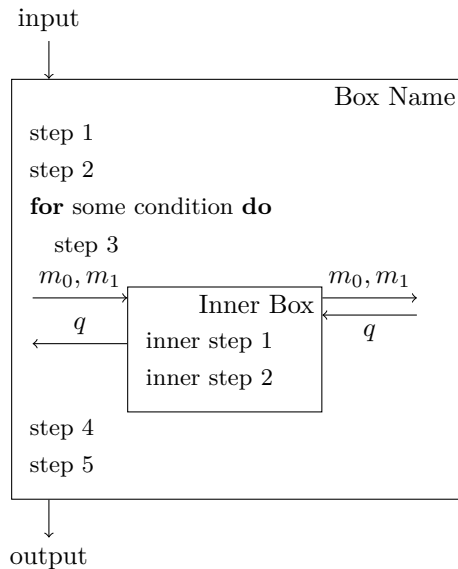 input
Box Name
step 1
step 2
for some condition do
step 3
m₀, m₁
m₀, m₁
Inner Box
q
q
inner step 1
inner step 2
step 4
step 5
output